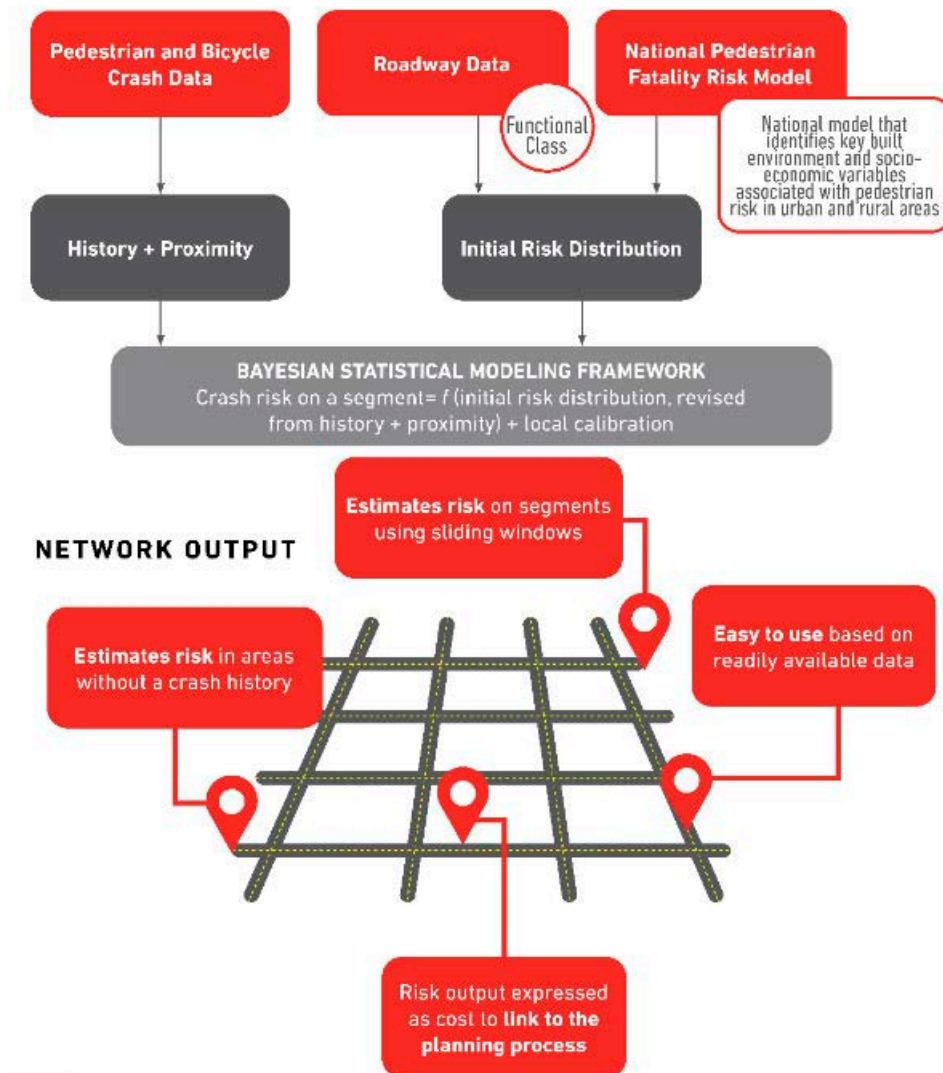 Pedestrian and Bicycle
Crash Data
Roadway Data
National Pedestrian
Fatality Risk Model
Functional
Class
National model that
identifies key built
environment and socio-
economic variables
associated with pedestrian
risk in urban and rural areas
History + Proximity
Initial Risk Distribution
BAYESIAN STATISTICAL MODELING FRAMEWORK
Crash risk on a segment= f (initial risk distribution, revised
from history + proximity) + local calibration
Estimates risk on segments
using sliding windows
NETWORK OUTPUT
Estimates risk in areas
without a crash history
Easy to use based on
readily available data
Risk output expressed
as cost to link to the
planning process